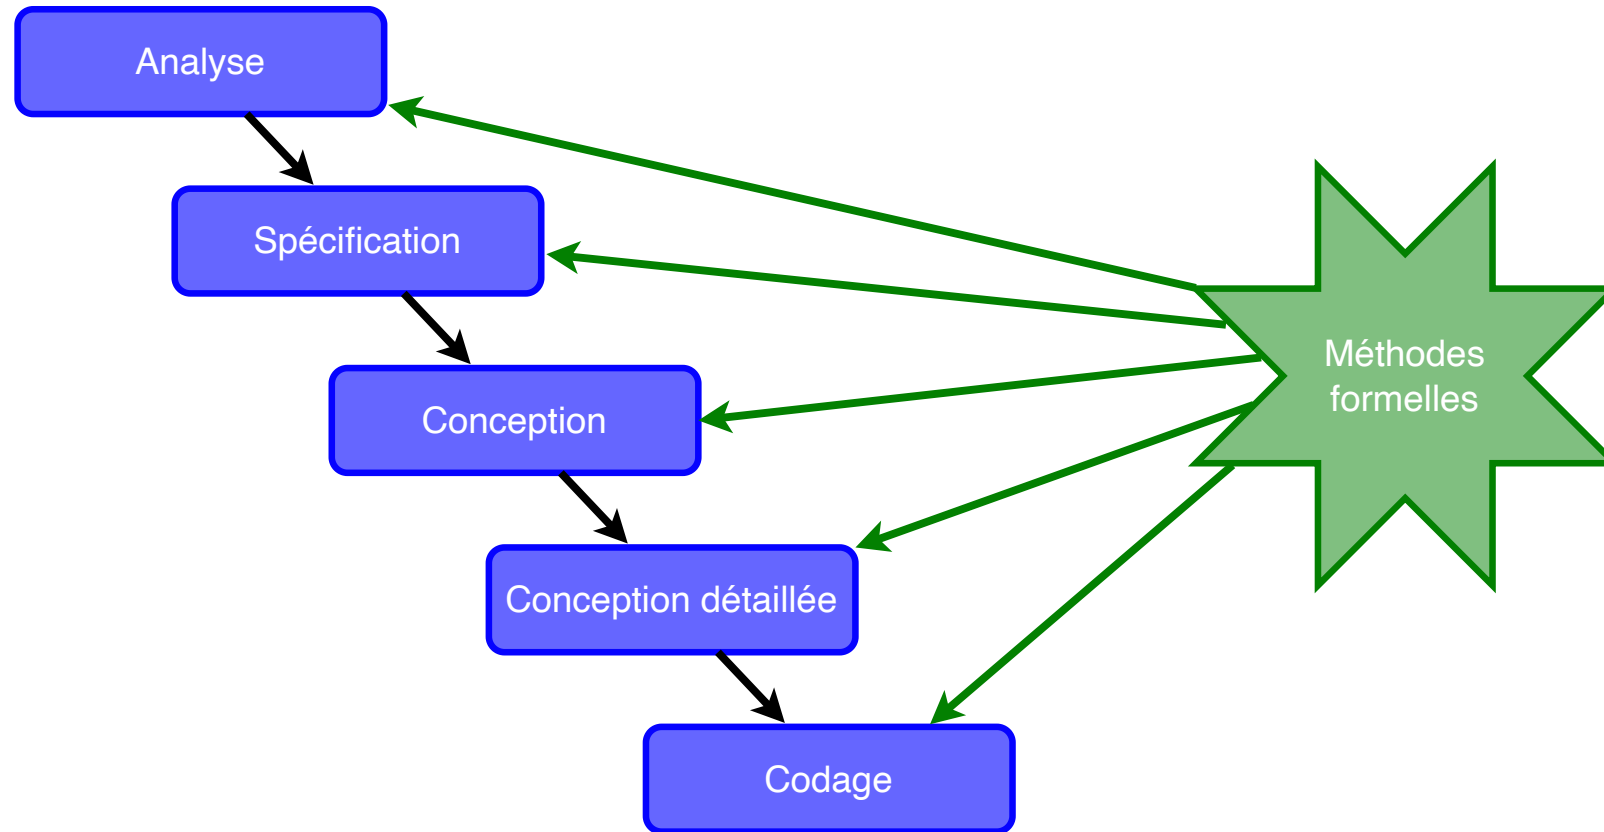 Analyse
Spécification
Méthodes
formelles
Conception
Conception détaillée
Codage